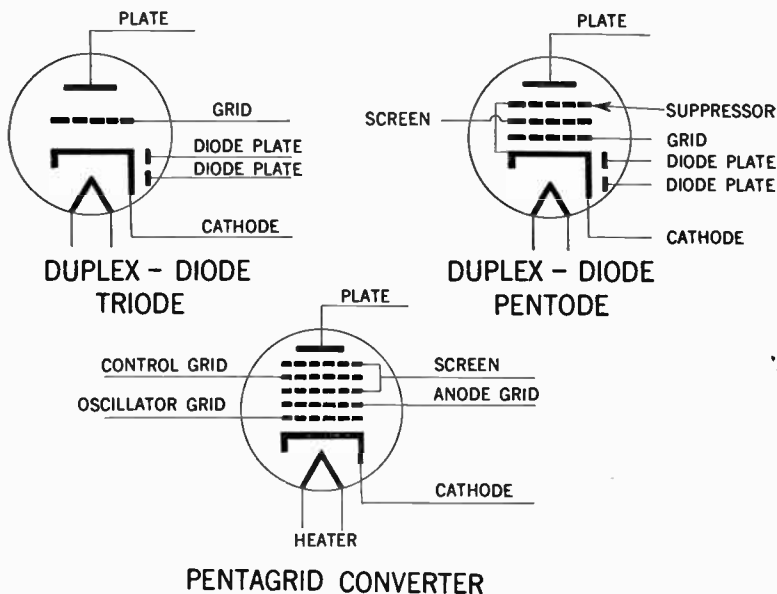 PLATE
GRID
DIODE PLATE
DIODE PLATE
CATHODE
DUPLEX - DIODE
TRIODE
PLATE
SCREEN
SUPPRESSOR
GRID
DIODE PLATE
DIODE PLATE
CATHODE
DUPLEX - DIODE
PENTODE
PLATE
CONTROL GRID
SCREEN
OSCILLATOR GRID
ANODE GRID
CATHODE
HEATER
PENTAGRID CONVERTER